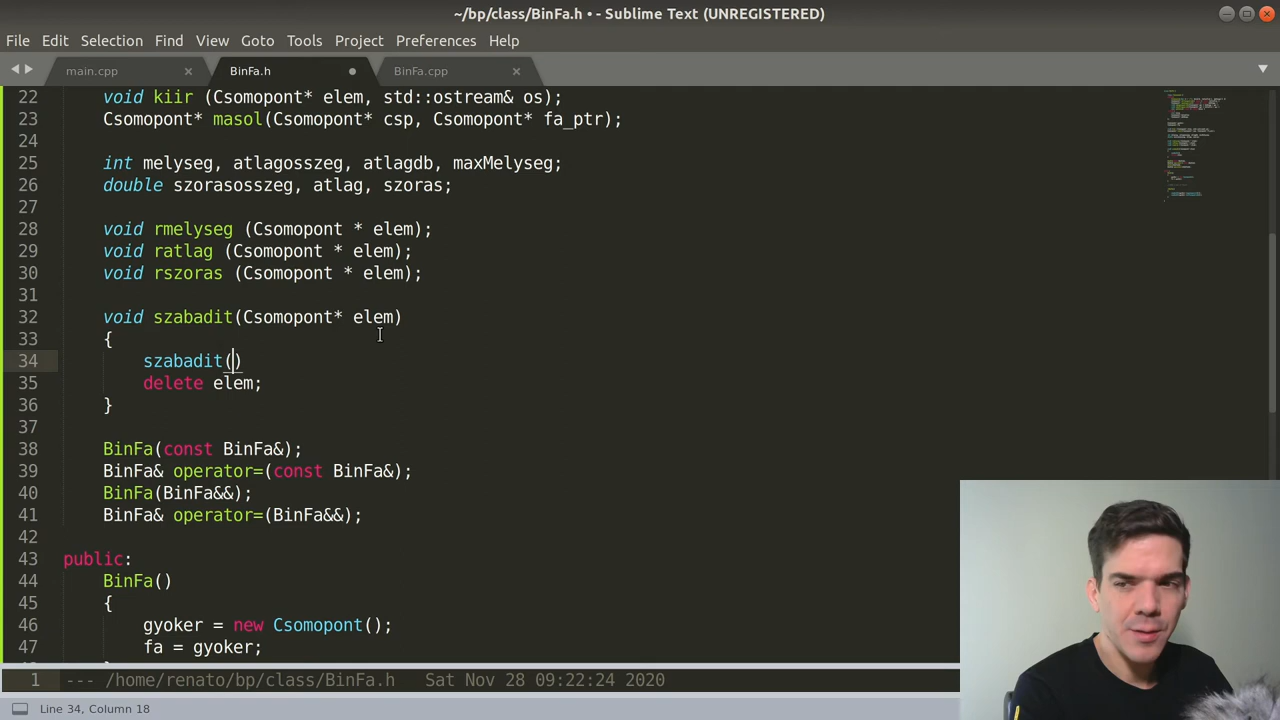 ~/bp/class/BinFa.h • - Sublime Text (UNREGISTERED)
File Edit Selection Find View Goto Tools Project Preferences Help
main.cpp × BinFa.h BinFa.cpp ×
22 void kiir (Csomopont* elem, std::ostream& os);
23 Csomopont* masol(Csomopont* csp, Csomopont* fa_ptr);
24
25 int melyseg, atlagosszeg, atlagdb, maxMelyseg;
26 double szorasosszeg, atlag, szoras;
27
28 void rmelyseg (Csomopont * elem);
29 void ratlag (Csomopont * elem);
30 void rszoras (Csomopont * elem);
31
32 void szabadit(Csomopont* elem)
33 {
34 szabadit()
35 delete elem;
36 }
37
38 BinFa(const BinFa&);
39 BinFa& operator=(const BinFa&);
40 BinFa(BinFa&&);
41 BinFa& operator=(BinFa&&);
42
43 public:
44 BinFa()
45 {
46 gyoker = new Csomopont();
47 fa = gyoker;
1 --- /home/renato/bp/class/BinFa.h Sat Nov 28 09:22:24 2020
Line 34, Column 18